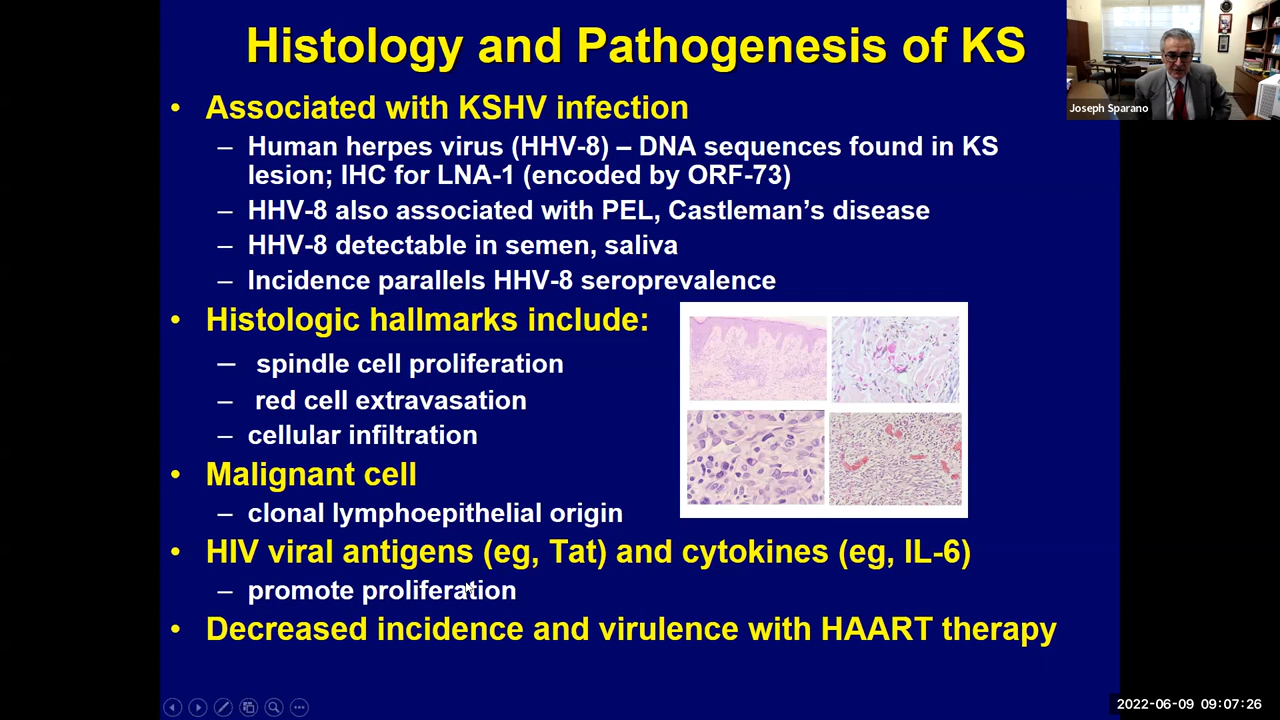 Histology and Pathogenesis of KS
Joseph Sparano
• Associated with KSHV infection
– Human herpes virus (HHV-8) – DNA sequences found in KS
lesion; IHC for LNA-1 (encoded by ORF-73)
– HHV-8 also associated with PEL, Castleman’s disease
– HHV-8 detectable in semen, saliva
– Incidence parallels HHV-8 seroprevalence
• Histologic hallmarks include:
– spindle cell proliferation
– red cell extravasation
– cellular infiltration
• Malignant cell
– clonal lymphoepithelial origin
• HIV viral antigens (eg, Tat) and cytokines (eg, IL-6)
– promote proliferation
• Decreased incidence and virulence with HAART therapy
2022-06-09 09:07:26